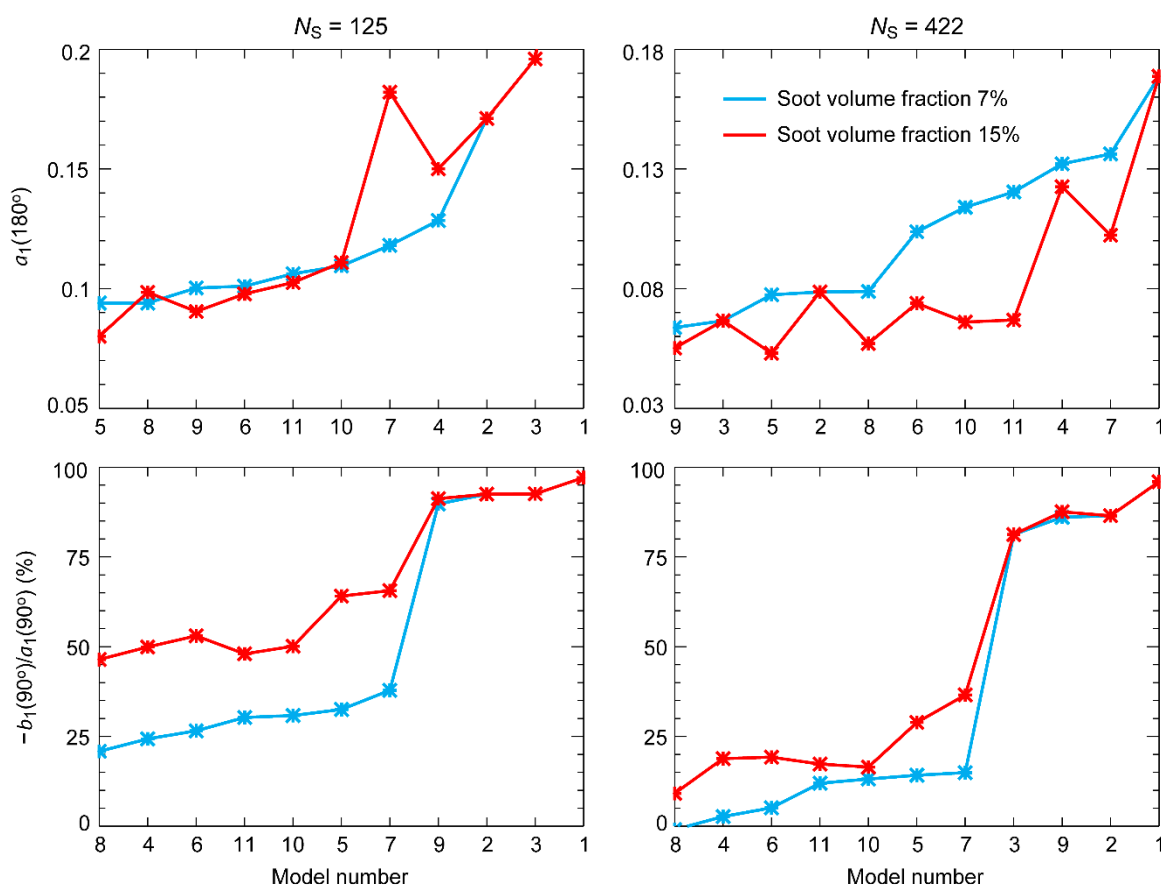 N_S = 125
N_S = 422
a_1(180°)
0.2
0.15
0.1
0.05
5 8 9 6 11 10 7 4 2 3 1
0.18
0.13
0.08
0.03
Soot volume fraction 7%
Soot volume fraction 15%
9 3 5 2 8 6 10 11 4 7 1
−b_1(90°)/a_1(90°) (%)
100
75
50
25
0
8 4 6 11 10 5 7 9 2 3 1
Model number
100
75
50
25
0
8 4 6 11 10 5 7 3 9 2 1
Model number